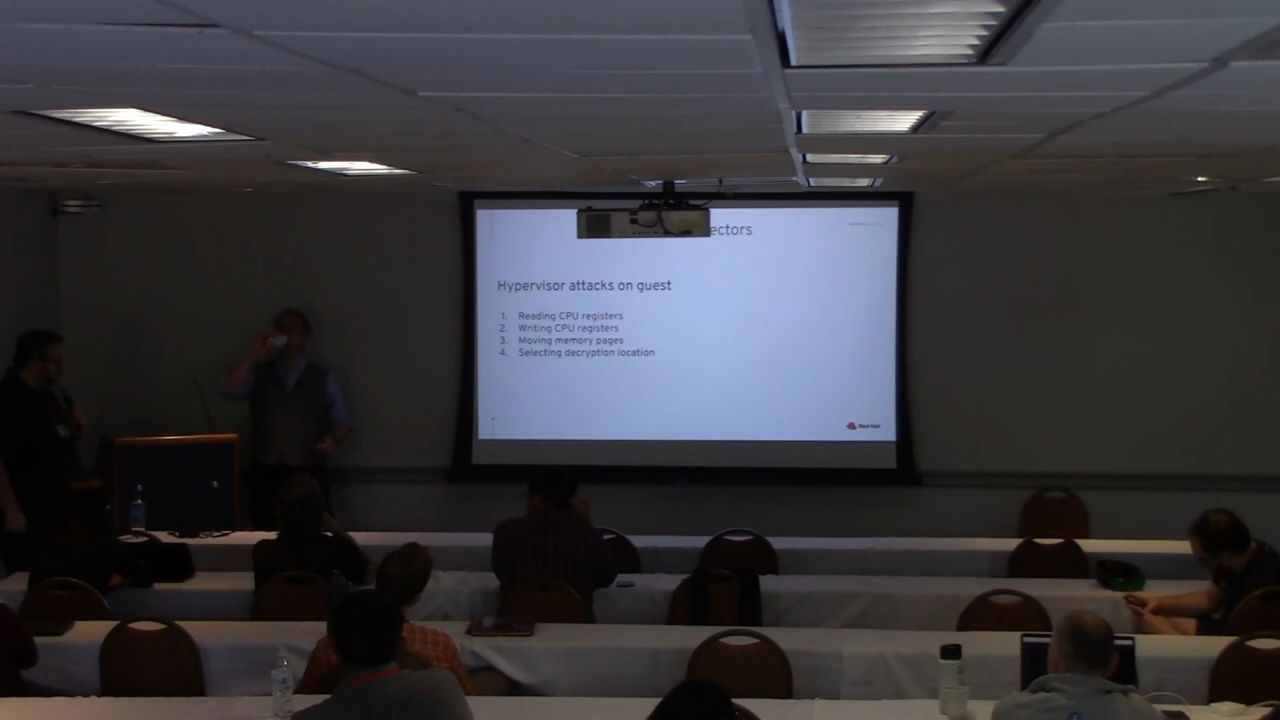 ectors
Hypervisor attacks on guest
1. Reading CPU registers
2. Writing CPU registers
3. Moving memory pages
4. Selecting decryption location
Red Hat